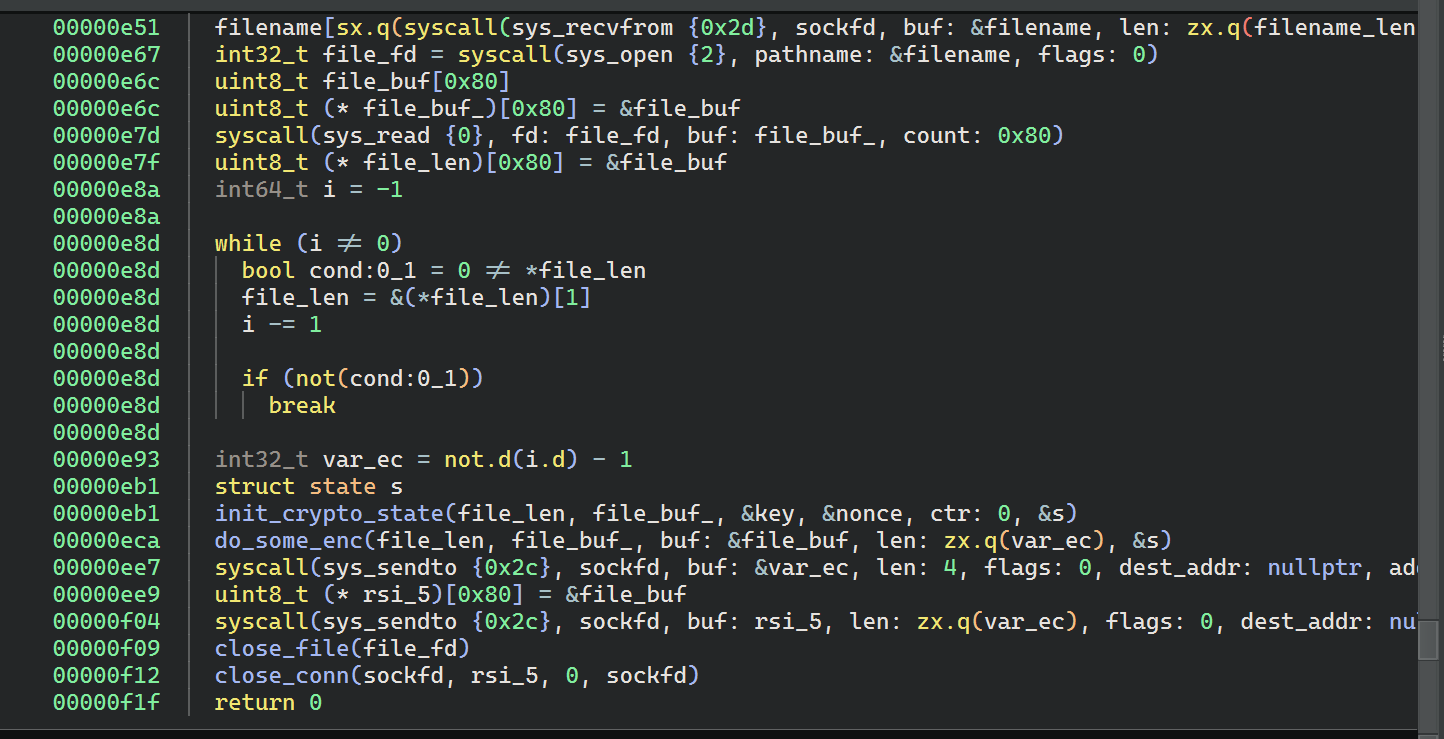 00000e51 filename[sx.q(syscall(sys_recvfrom {0x2d}, sockfd, buf: &filename, len: zx.q(filename_len
00000e67 int32_t file_fd = syscall(sys_open {2}, pathname: &filename, flags: 0)
00000e6c uint8_t file_buf[0x80]
00000e6c uint8_t (* file_buf_)[0x80] = &file_buf
00000e7d syscall(sys_read {0}, fd: file_fd, buf: file_buf_, count: 0x80)
00000e7f uint8_t (* file_len)[0x80] = &file_buf
00000e8a int64_t i = -1
00000e8a
00000e8d while (i ≠ 0)
00000e8d bool cond:0_1 = 0 ≠ *file_len
00000e8d file_len = &(*file_len)[1]
00000e8d i -= 1
00000e8d
00000e8d if (not(cond:0_1))
00000e8d break
00000e8d
00000e93 int32_t var_ec = not.d(i.d) - 1
00000eb1 struct state s
00000eb1 init_crypto_state(file_len, file_buf_, &key, &nonce, ctr: 0, &s)
00000eca do_some_enc(file_len, file_buf_, buf: &file_buf, len: zx.q(var_ec), &s)
00000ee7 syscall(sys_sendto {0x2c}, sockfd, buf: &var_ec, len: 4, flags: 0, dest_addr: nullptr, ad
00000ee9 uint8_t (* rsi_5)[0x80] = &file_buf
00000f04 syscall(sys_sendto {0x2c}, sockfd, buf: rsi_5, len: zx.q(var_ec), flags: 0, dest_addr: nu
00000f09 close_file(file_fd)
00000f12 close_conn(sockfd, rsi_5, 0, sockfd)
00000f1f return 0